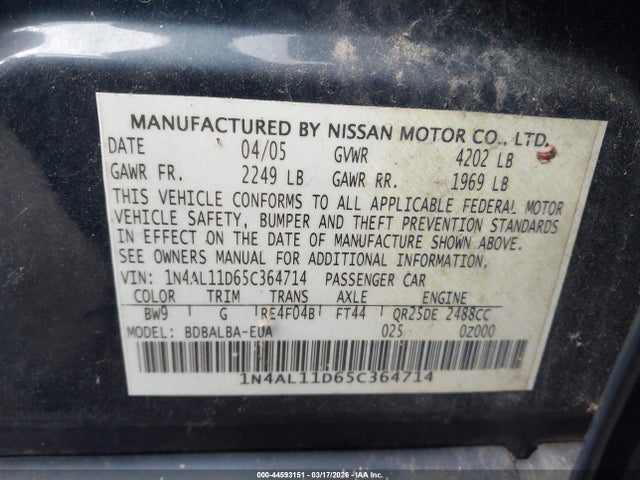 MANUFACTURED BY NISSAN MOTOR CO., LTD.
DATE 04/05 GVWR 4202 LB
GAWR FR. 2249 LB GAWR RR. 1969 LB
THIS VEHICLE CONFORMS TO ALL APPLICABLE FEDERAL MOTOR
VEHICLE SAFETY, BUMPER AND THEFT PREVENTION STANDARDS
IN EFFECT ON THE DATE OF MANUFACTURE SHOWN ABOVE.
SEE OWNERS MANUAL FOR ADDITIONAL INFORMATION.
VIN: 1N4AL11D65C364714 PASSENGER CAR
COLOR TRIM TRANS AXLE ENGINE
BW9 G RE4F04B FT44 QR25DE 2488CC
MODEL: BDBALBA-EUA 025 0Z000
1N4AL11D65C364714
000-44593151 - 03/17/2026 - IAA Inc.